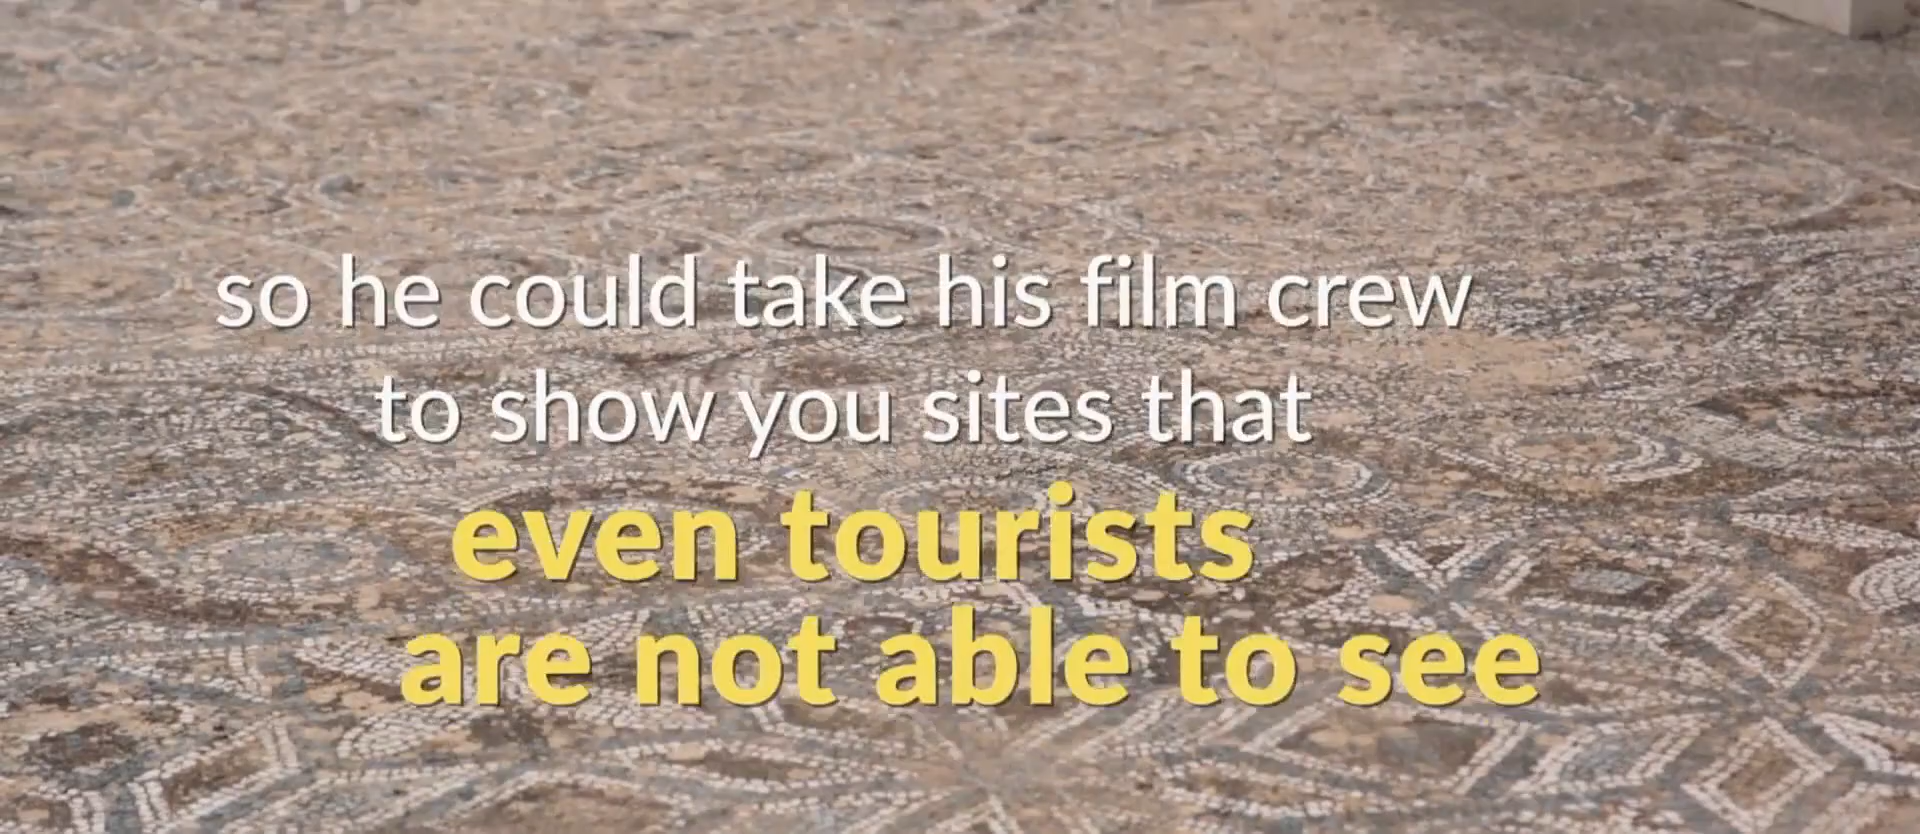 so he could take his film crew
to show you sites that
even tourists
are not able to see